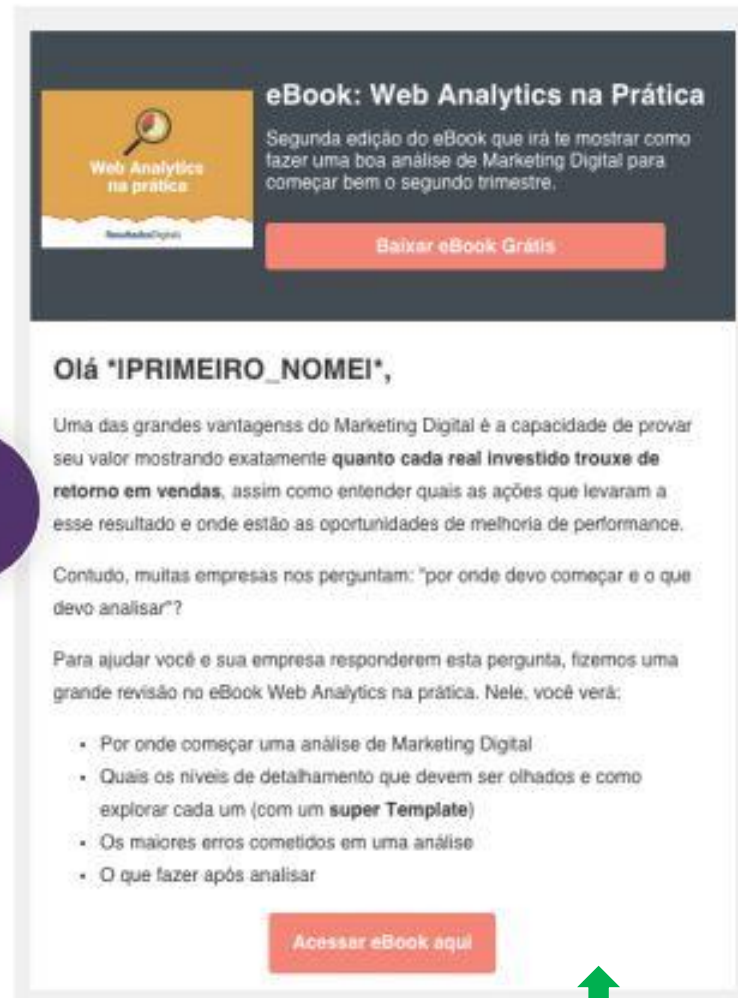 eBook: Web Analytics na Prática
Segunda edição do eBook que irá te mostrar como
fazer uma boa análise de Marketing Digital para
começar bem o segundo trimestre.
Web Analytics
na prática
ResultadosDigitais
Baixar eBook Grátis
Olá *|PRIMEIRO_NOME|*,
Uma das grandes vantagenss do Marketing Digital é a capacidade de provar
seu valor mostrando exatamente quanto cada real investido trouxe de
retorno em vendas, assim como entender quais as ações que levaram a
esse resultado e onde estão as oportunidades de melhoria de performance.
Contudo, muitas empresas nos perguntam: "por onde devo começar e o que
devo analisar"?
Para ajudar você e sua empresa responderem esta pergunta, fizemos uma
grande revisão no eBook Web Analytics na prática. Nele, você verá:
• Por onde começar uma análise de Marketing Digital
• Quais os níveis de detalhamento que devem ser olhados e como
explorar cada um (com um super Template)
• Os maiores erros cometidos em uma análise
• O que fazer após analisar
Acessar eBook aqui